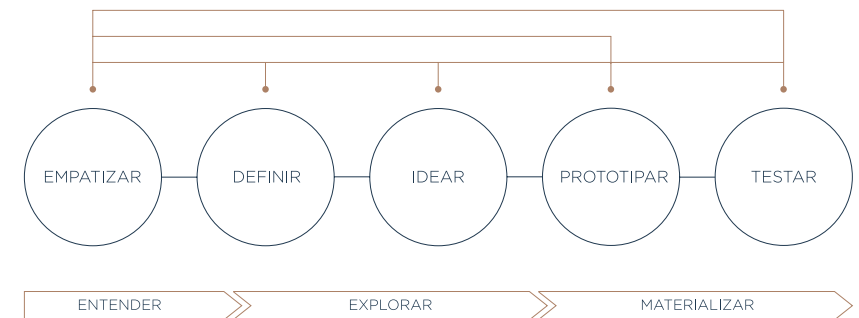 EMPATIZAR DEFINIR IDEAR PROTOTIPAR TESTAR
ENTENDER EXPLORAR MATERIALIZAR